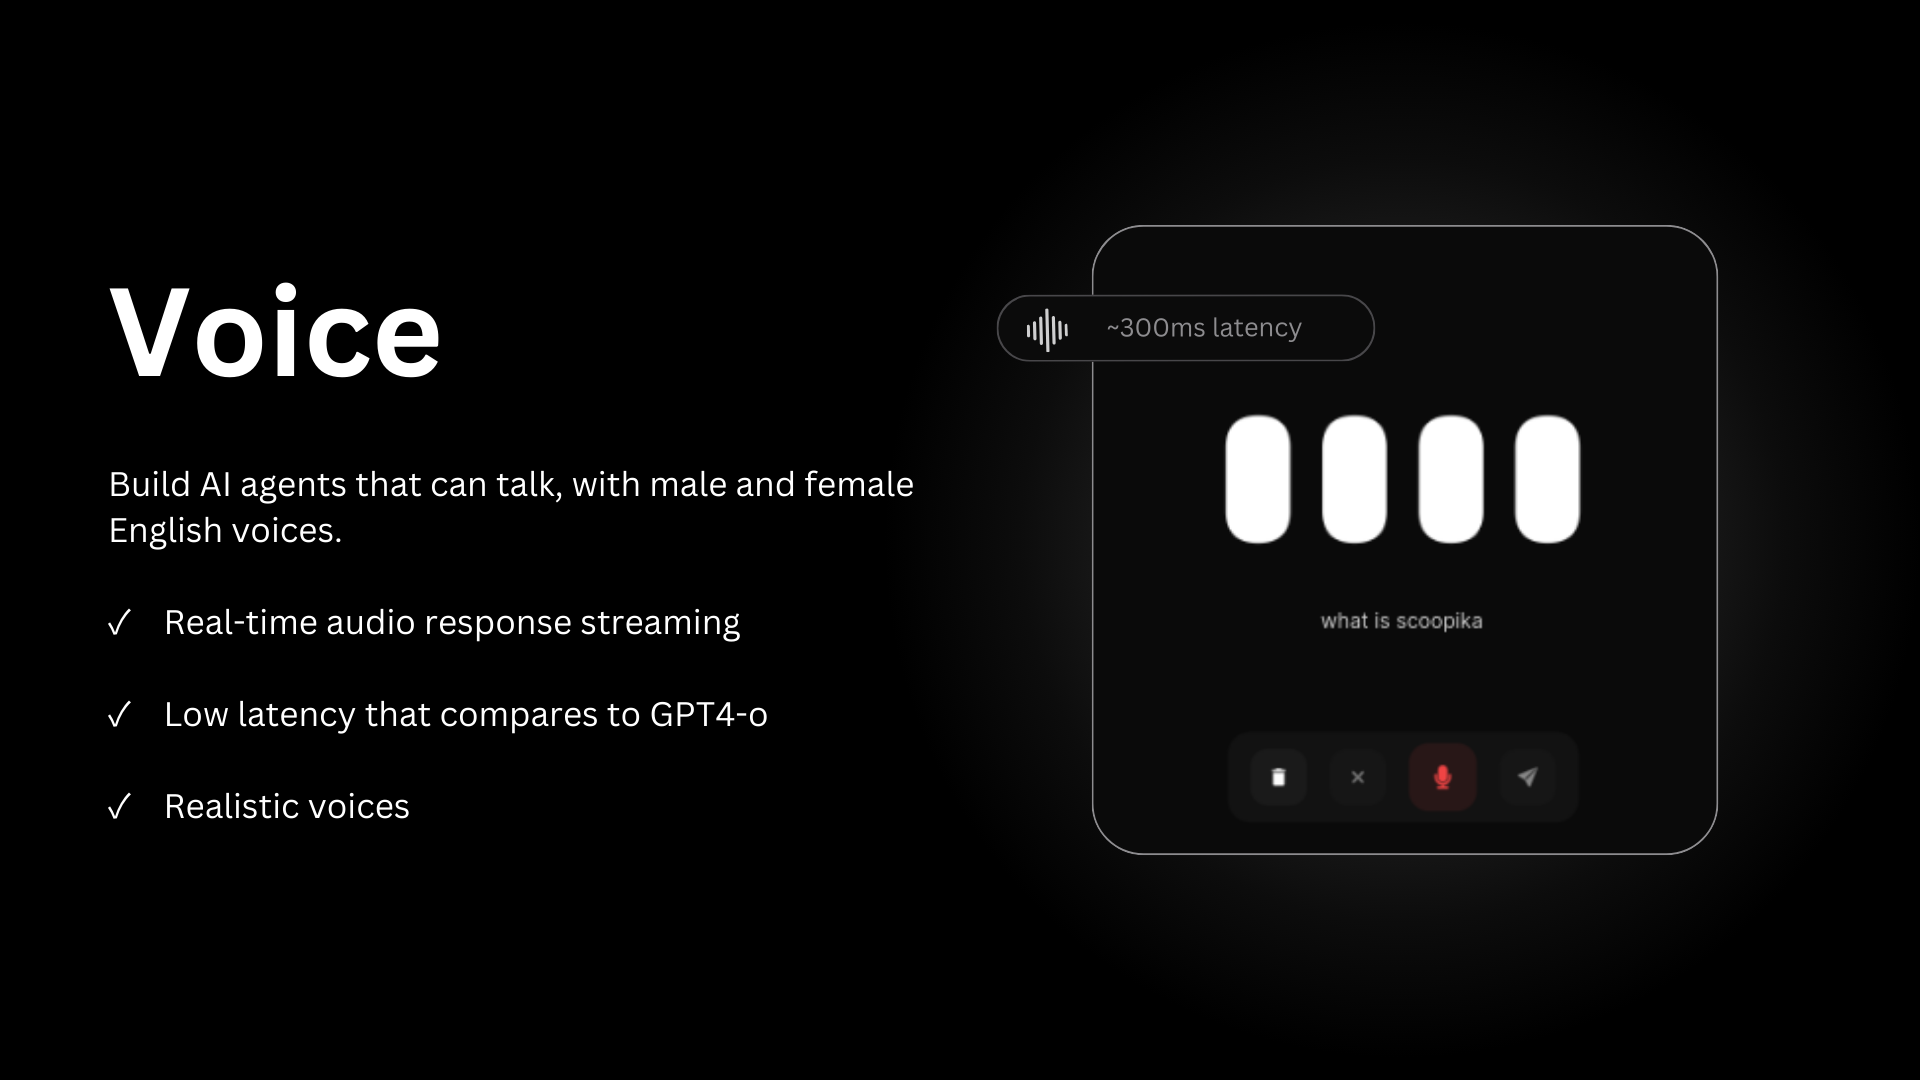 Voice
Build AI agents that can talk, with male and female
English voices.
✓ Real-time audio response streaming
✓ Low latency that compares to GPT4-o
✓ Realistic voices
~300ms latency
what is scoopika